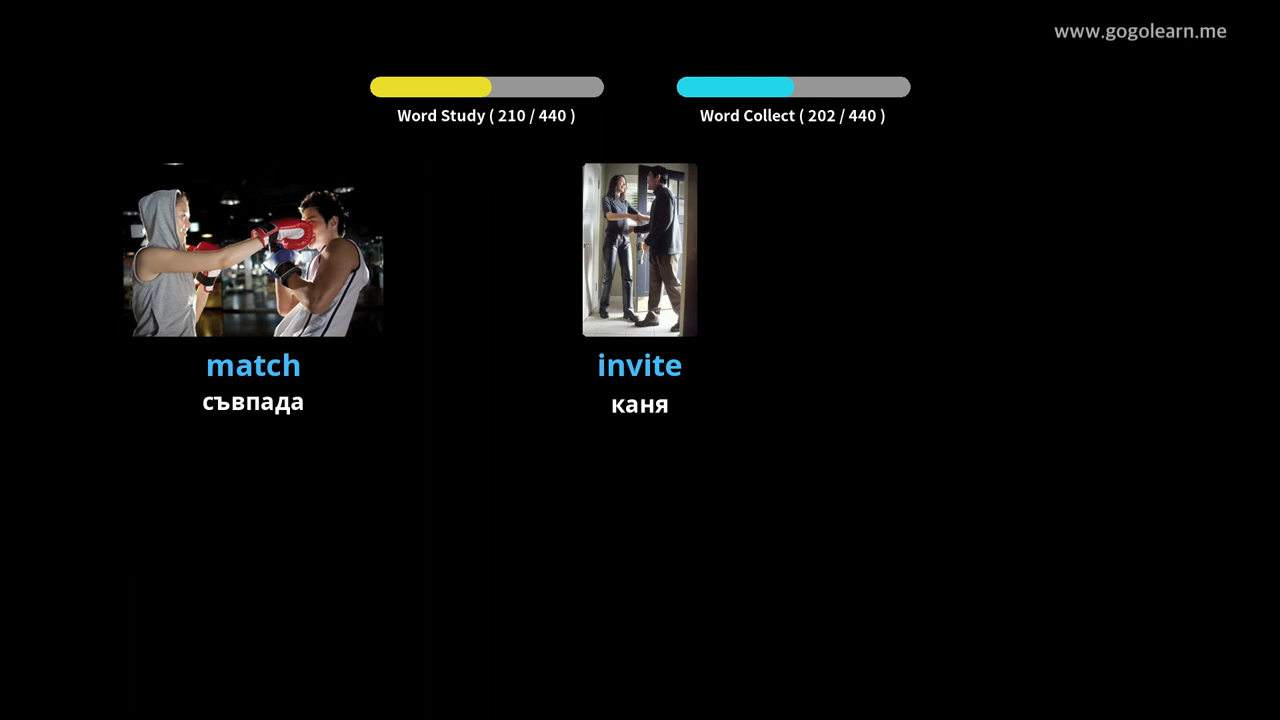 www.gogolearn.me
Word Study ( 210 / 440 )
Word Collect ( 202 / 440 )
match
съвпада
invite
каня